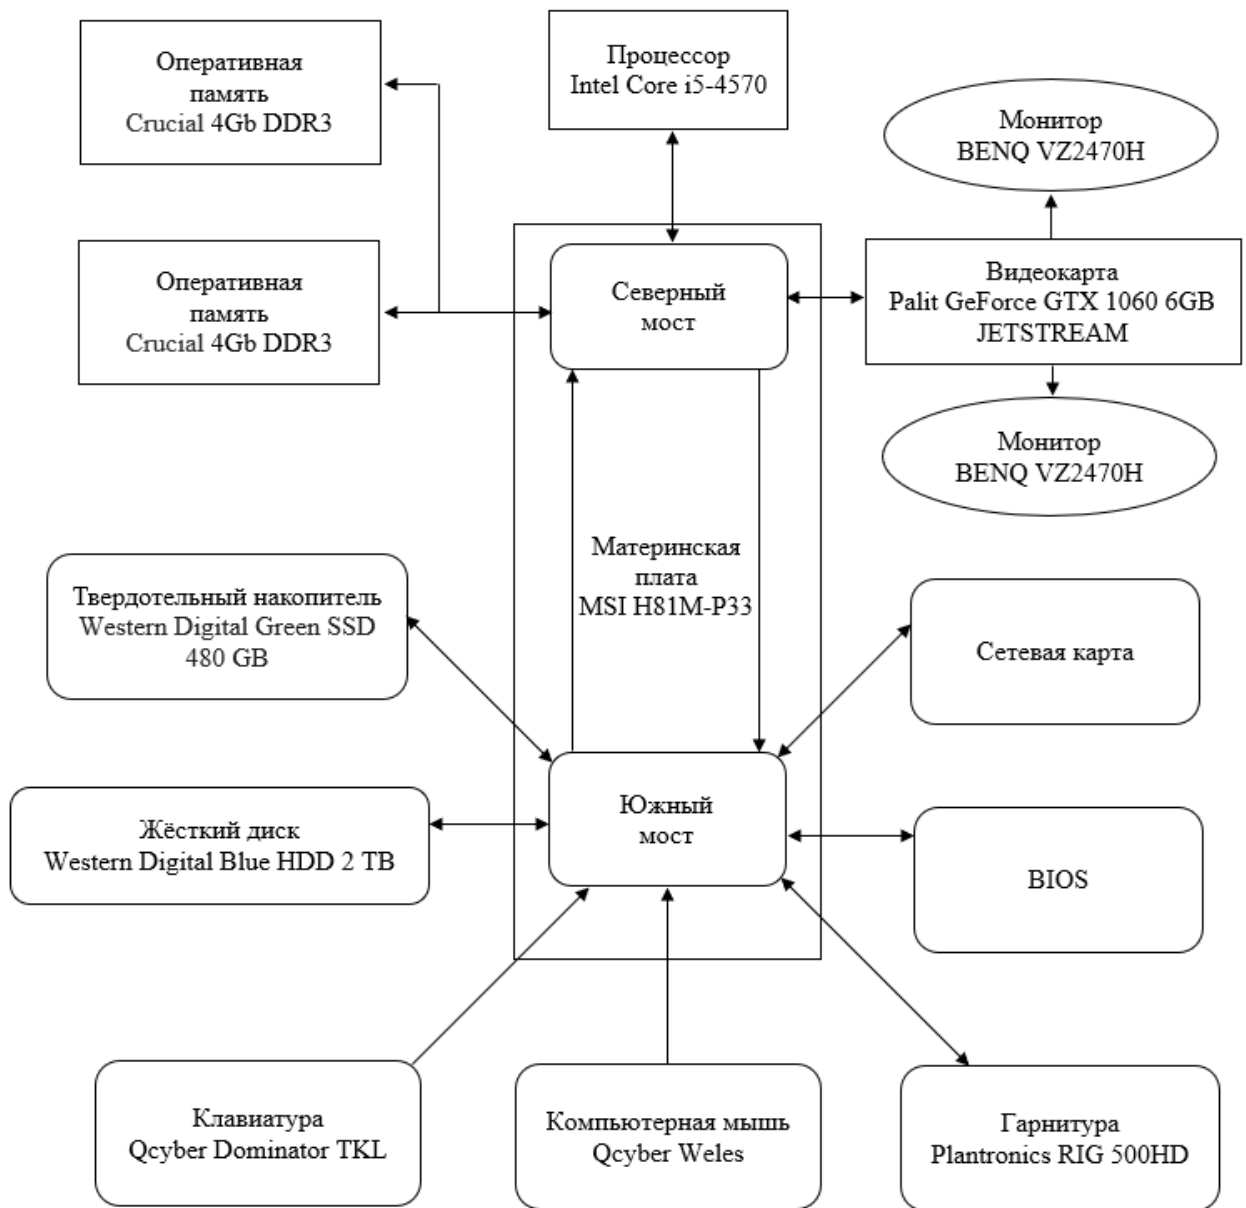 Оперативная
память
Crucial 4Gb DDR3
Процессор
Intel Core i5-4570
Монитор
BENQ VZ2470H
Оперативная
память
Crucial 4Gb DDR3
Северный
мост
Видеокарта
Palit GeForce GTX 1060 6GB
JETSTREAM
Монитор
BENQ VZ2470H
Материнская
плата
MSI H81M-P33
Твердотельный накопитель
Western Digital Green SSD
480 GB
Сетевая карта
Жёсткий диск
Western Digital Blue HDD 2 TB
Южный
мост
BIOS
Клавиатура
Qcyber Dominator TKL
Компьютерная мышь
Qcyber Weles
Гарнитура
Plantronics RIG 500HD